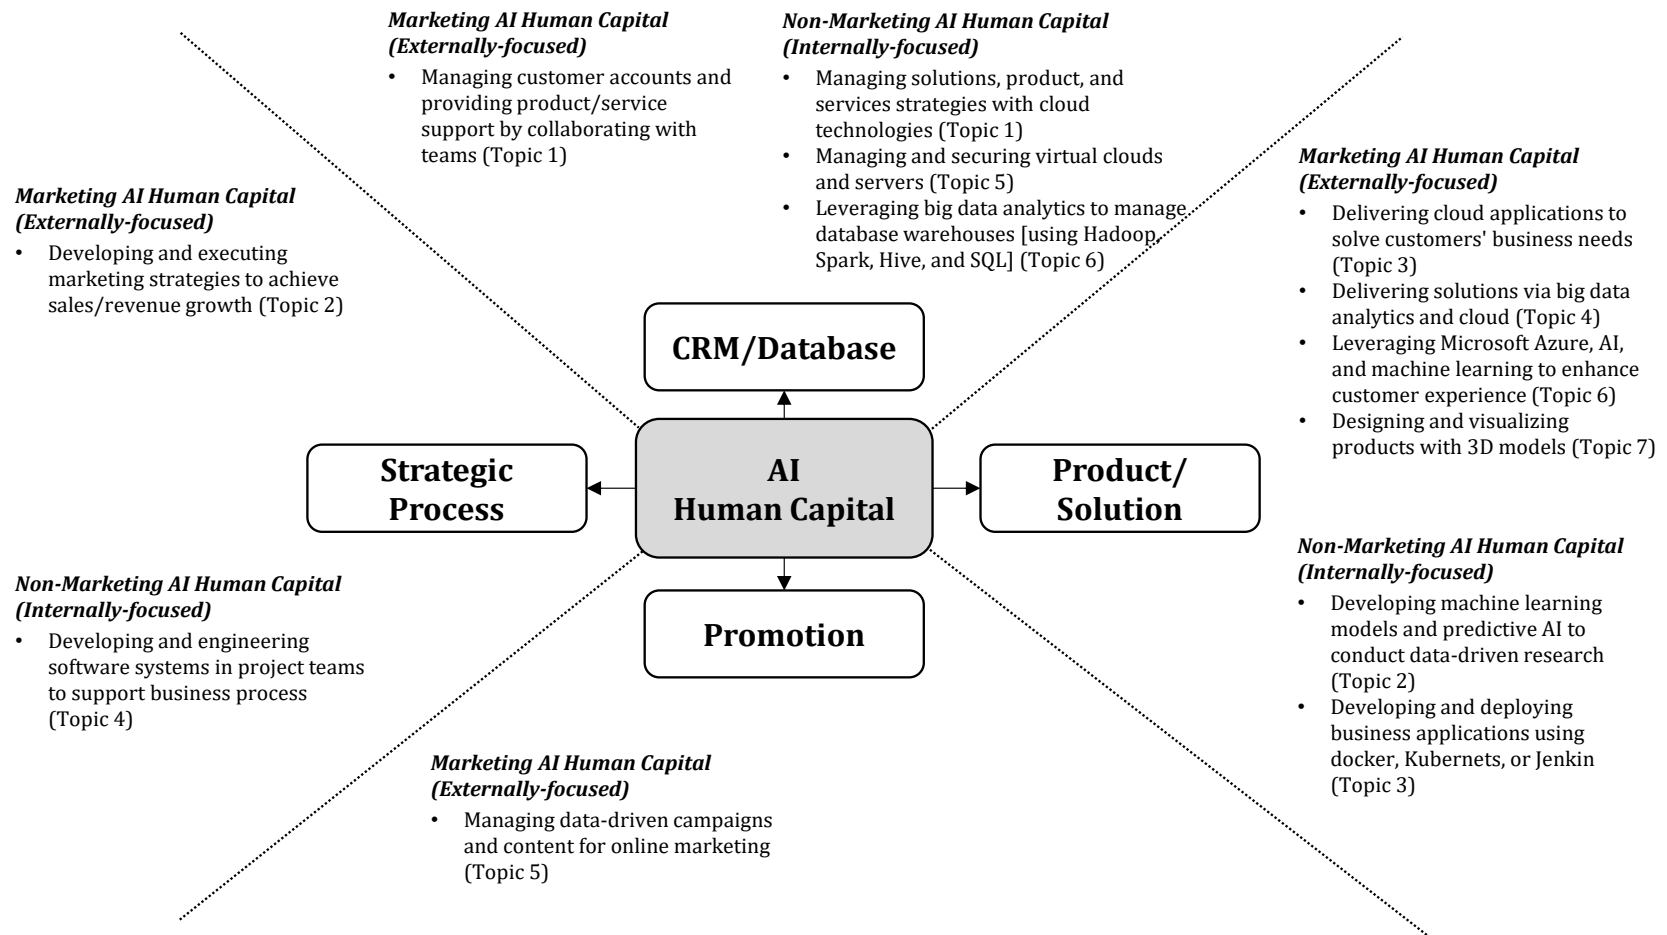 Marketing AI Human Capital
(Externally-focused)
• Managing customer accounts and
providing product/service
support by collaborating with
teams (Topic 1)
Non-Marketing AI Human Capital
(Internally-focused)
• Managing solutions, product, and
services strategies with cloud
technologies (Topic 1)
• Managing and securing virtual clouds
and servers (Topic 5)
• Leveraging big data analytics to manage
database warehouses [using Hadoop,
Spark, Hive, and SQL] (Topic 6)
Marketing AI Human Capital
(Externally-focused)
• Developing and executing
marketing strategies to achieve
sales/revenue growth (Topic 2)
Marketing AI Human Capital
(Externally-focused)
• Delivering cloud applications to
solve customers' business needs
(Topic 3)
• Delivering solutions via big data
analytics and cloud (Topic 4)
• Leveraging Microsoft Azure, AI,
and machine learning to enhance
customer experience (Topic 6)
• Designing and visualizing
products with 3D models (Topic 7)
CRM/Database
Strategic
Process
AI
Human Capital
Product/
Solution
Promotion
Non-Marketing AI Human Capital
(Internally-focused)
• Developing and engineering
software systems in project teams
to support business process
(Topic 4)
Non-Marketing AI Human Capital
(Internally-focused)
• Developing machine learning
models and predictive AI to
conduct data-driven research
(Topic 2)
• Developing and deploying
business applications using
docker, Kubernets, or Jenkin
(Topic 3)
Marketing AI Human Capital
(Externally-focused)
• Managing data-driven campaigns
and content for online marketing
(Topic 5)